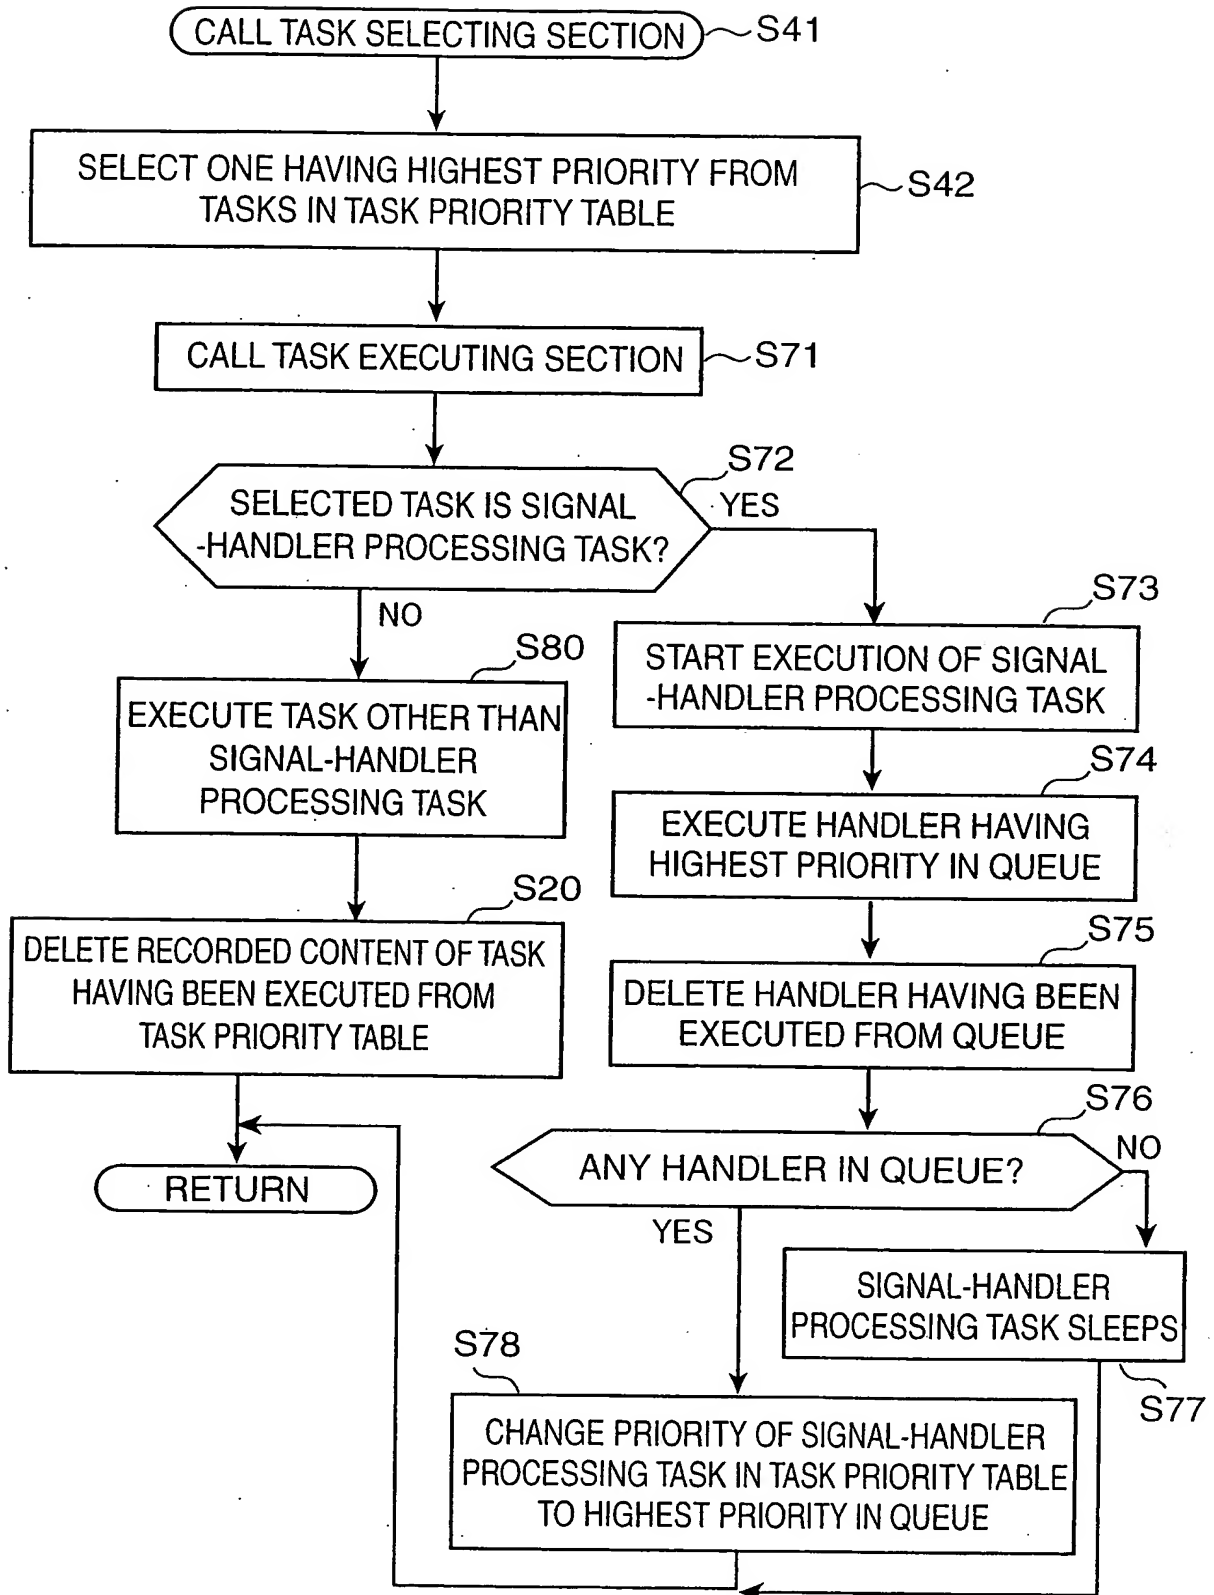 CALL TASK SELECTING SECTION
S41
SELECT ONE HAVING HIGHEST PRIORITY FROM
TASKS IN TASK PRIORITY TABLE
S42
CALL TASK EXECUTING SECTION
S71
S72
SELECTED TASK IS SIGNAL
-HANDLER PROCESSING TASK?
YES
NO
S73
START EXECUTION OF SIGNAL
-HANDLER PROCESSING TASK
S80
EXECUTE TASK OTHER THAN
SIGNAL-HANDLER
PROCESSING TASK
S74
EXECUTE HANDLER HAVING
HIGHEST PRIORITY IN QUEUE
S20
DELETE RECORDED CONTENT OF TASK
HAVING BEEN EXECUTED FROM
TASK PRIORITY TABLE
S75
DELETE HANDLER HAVING BEEN
EXECUTED FROM QUEUE
S76
ANY HANDLER IN QUEUE?
NO
YES
RETURN
SIGNAL-HANDLER
PROCESSING TASK SLEEPS
S77
S78
CHANGE PRIORITY OF SIGNAL-HANDLER
PROCESSING TASK IN TASK PRIORITY TABLE
TO HIGHEST PRIORITY IN QUEUE